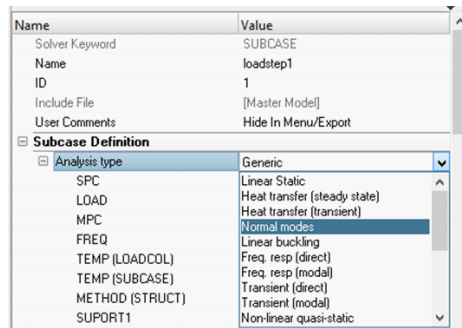 Name Value
Solver Keyword SUBCASE
Name loadstep1
ID 1
Include File [Master Model]
User Comments Hide In Menu/Export
Subcase Definition
Analysis type Generic
SPC Linear Static
LOAD Heat transfer (steady state)
MPC Heat transfer (transient)
FREQ Normal modes
TEMP (LOADCOL) Linear buckling
TEMP (SUBCASE) Freq. resp (direct)
METHOD (STRUCT) Freq. resp (modal)
SUPORT1 Transient (direct)
Transient (modal)
Non-linear quasi-static